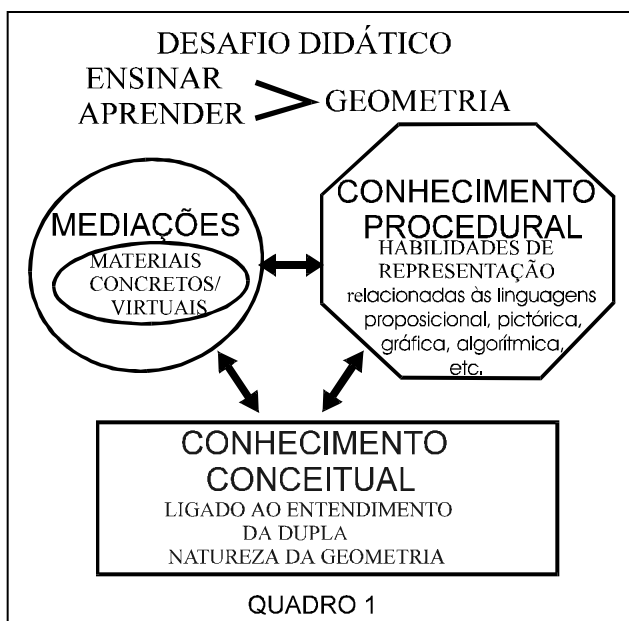 DESAFIO DIDÁTICO
ENSINAR
APRENDER
GEOMETRIA
MEDIAÇÕES
MATERIAIS
CONCRETOS/
VIRTUAIS
CONHECIMENTO
PROCEDURAL
HABILIDADES DE
REPRESENTAÇÃO
relacionadas às linguagens
proposicional, pictórica,
gráfica, algorítmica,
etc.
CONHECIMENTO
CONCEITUAL
LIGADO AO ENTENDIMENTO
DA DUPLA
NATUREZA DA GEOMETRIA
QUADRO 1